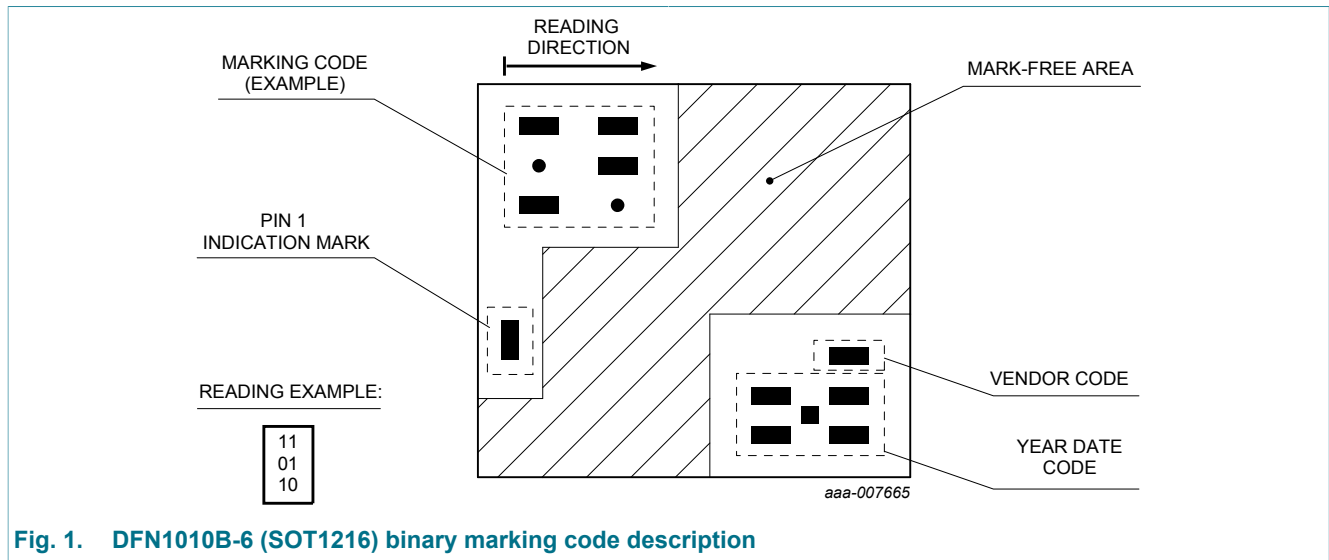 READING
DIRECTION
MARKING CODE
(EXAMPLE)
MARK-FREE AREA
PIN 1
INDICATION MARK
READING EXAMPLE:
11
01
10
VENDOR CODE
YEAR DATE
CODE
aaa-007665
Fig. 1. DFN1010B-6 (SOT1216) binary marking code description